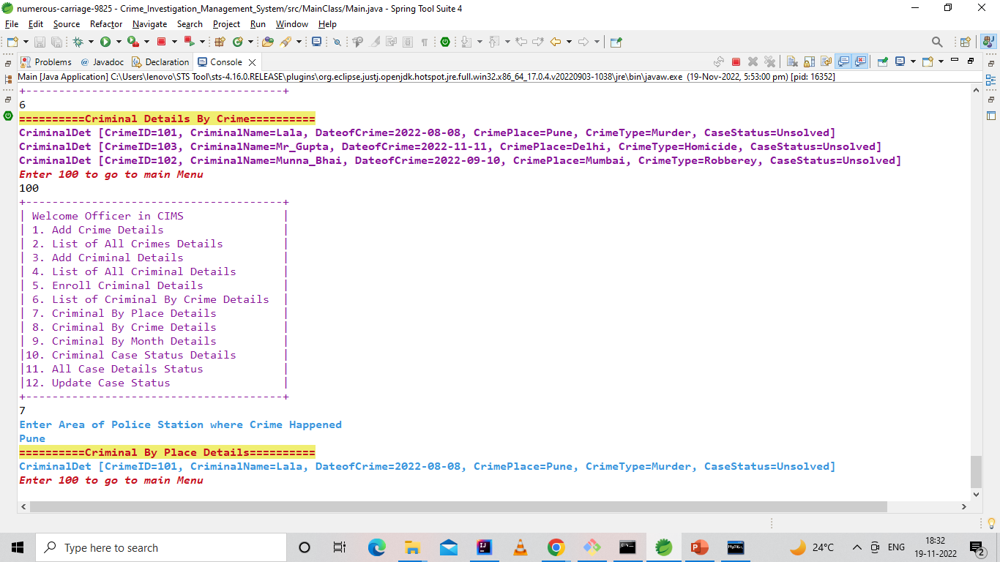 numerous-carriage-9825 - Crime_Investigation_Management_System/src/MainClass/Main.java - Spring Tool Suite 4
File Edit Source Refactor Navigate Search Project Run Window Help
Problems @ Javadoc Declaration Console
Main [Java Application] C:\Users\lenovo\STS Tool\sts-4.16.0.RELEASE\plugins\org.eclipse.justj.openjdk.hotspot.jre.full.win32.x86_64_17.0.4.v20220903-1038\jre\bin\javaw.exe (19-Nov-2022, 5:53:00 pm) [pid: 16352]
+---------------------------------------+
6
==========Criminal Details By Crime==========
CriminalDet [CrimeID=101, CriminalName=Lala, DateofCrime=2022-08-08, CrimePlace=Pune, CrimeType=Murder, CaseStatus=Unsolved]
CriminalDet [CrimeID=103, CriminalName=Mr_Gupta, DateofCrime=2022-11-11, CrimePlace=Delhi, CrimeType=Homicide, CaseStatus=Unsolved]
CriminalDet [CrimeID=102, CriminalName=Munna_Bhai, DateofCrime=2022-09-10, CrimePlace=Mumbai, CrimeType=Robberey, CaseStatus=Unsolved]
Enter 100 to go to main Menu
100
+---------------------------------------+
| Welcome Officer in CIMS               |
| 1. Add Crime Details                  |
| 2. List of All Crimes Details         |
| 3. Add Criminal Details               |
| 4. List of All Criminal Details       |
| 5. Enroll Criminal Details            |
| 6. List of Criminal By Crime Details  |
| 7. Criminal By Place Details          |
| 8. Criminal By Crime Details          |
| 9. Criminal By Month Details          |
|10. Criminal Case Status Details       |
|11. All Case Details Status            |
|12. Update Case Status                 |
+---------------------------------------+
7
Enter Area of Police Station where Crime Happened
Pune
==========Criminal By Place Details==========
CriminalDet [CrimeID=101, CriminalName=Lala, DateofCrime=2022-08-08, CrimePlace=Pune, CrimeType=Murder, CaseStatus=Unsolved]
Enter 100 to go to main Menu
Type here to search
24°C
ENG
18:32
19-11-2022
2